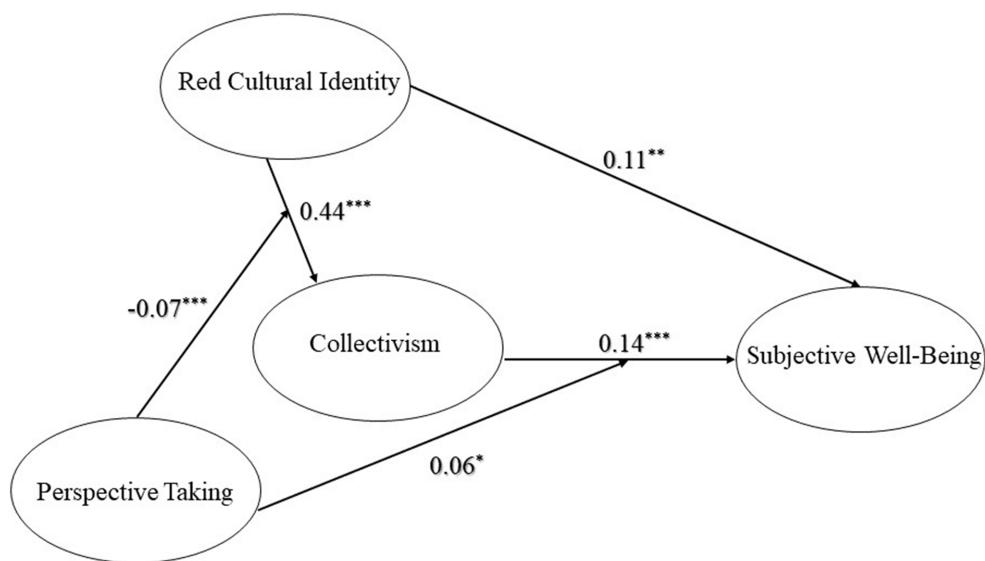 Red Cultural Identity
0.11**
0.44***
-0.07***
Collectivism
0.14***
Subjective Well-Being
0.06*
Perspective Taking